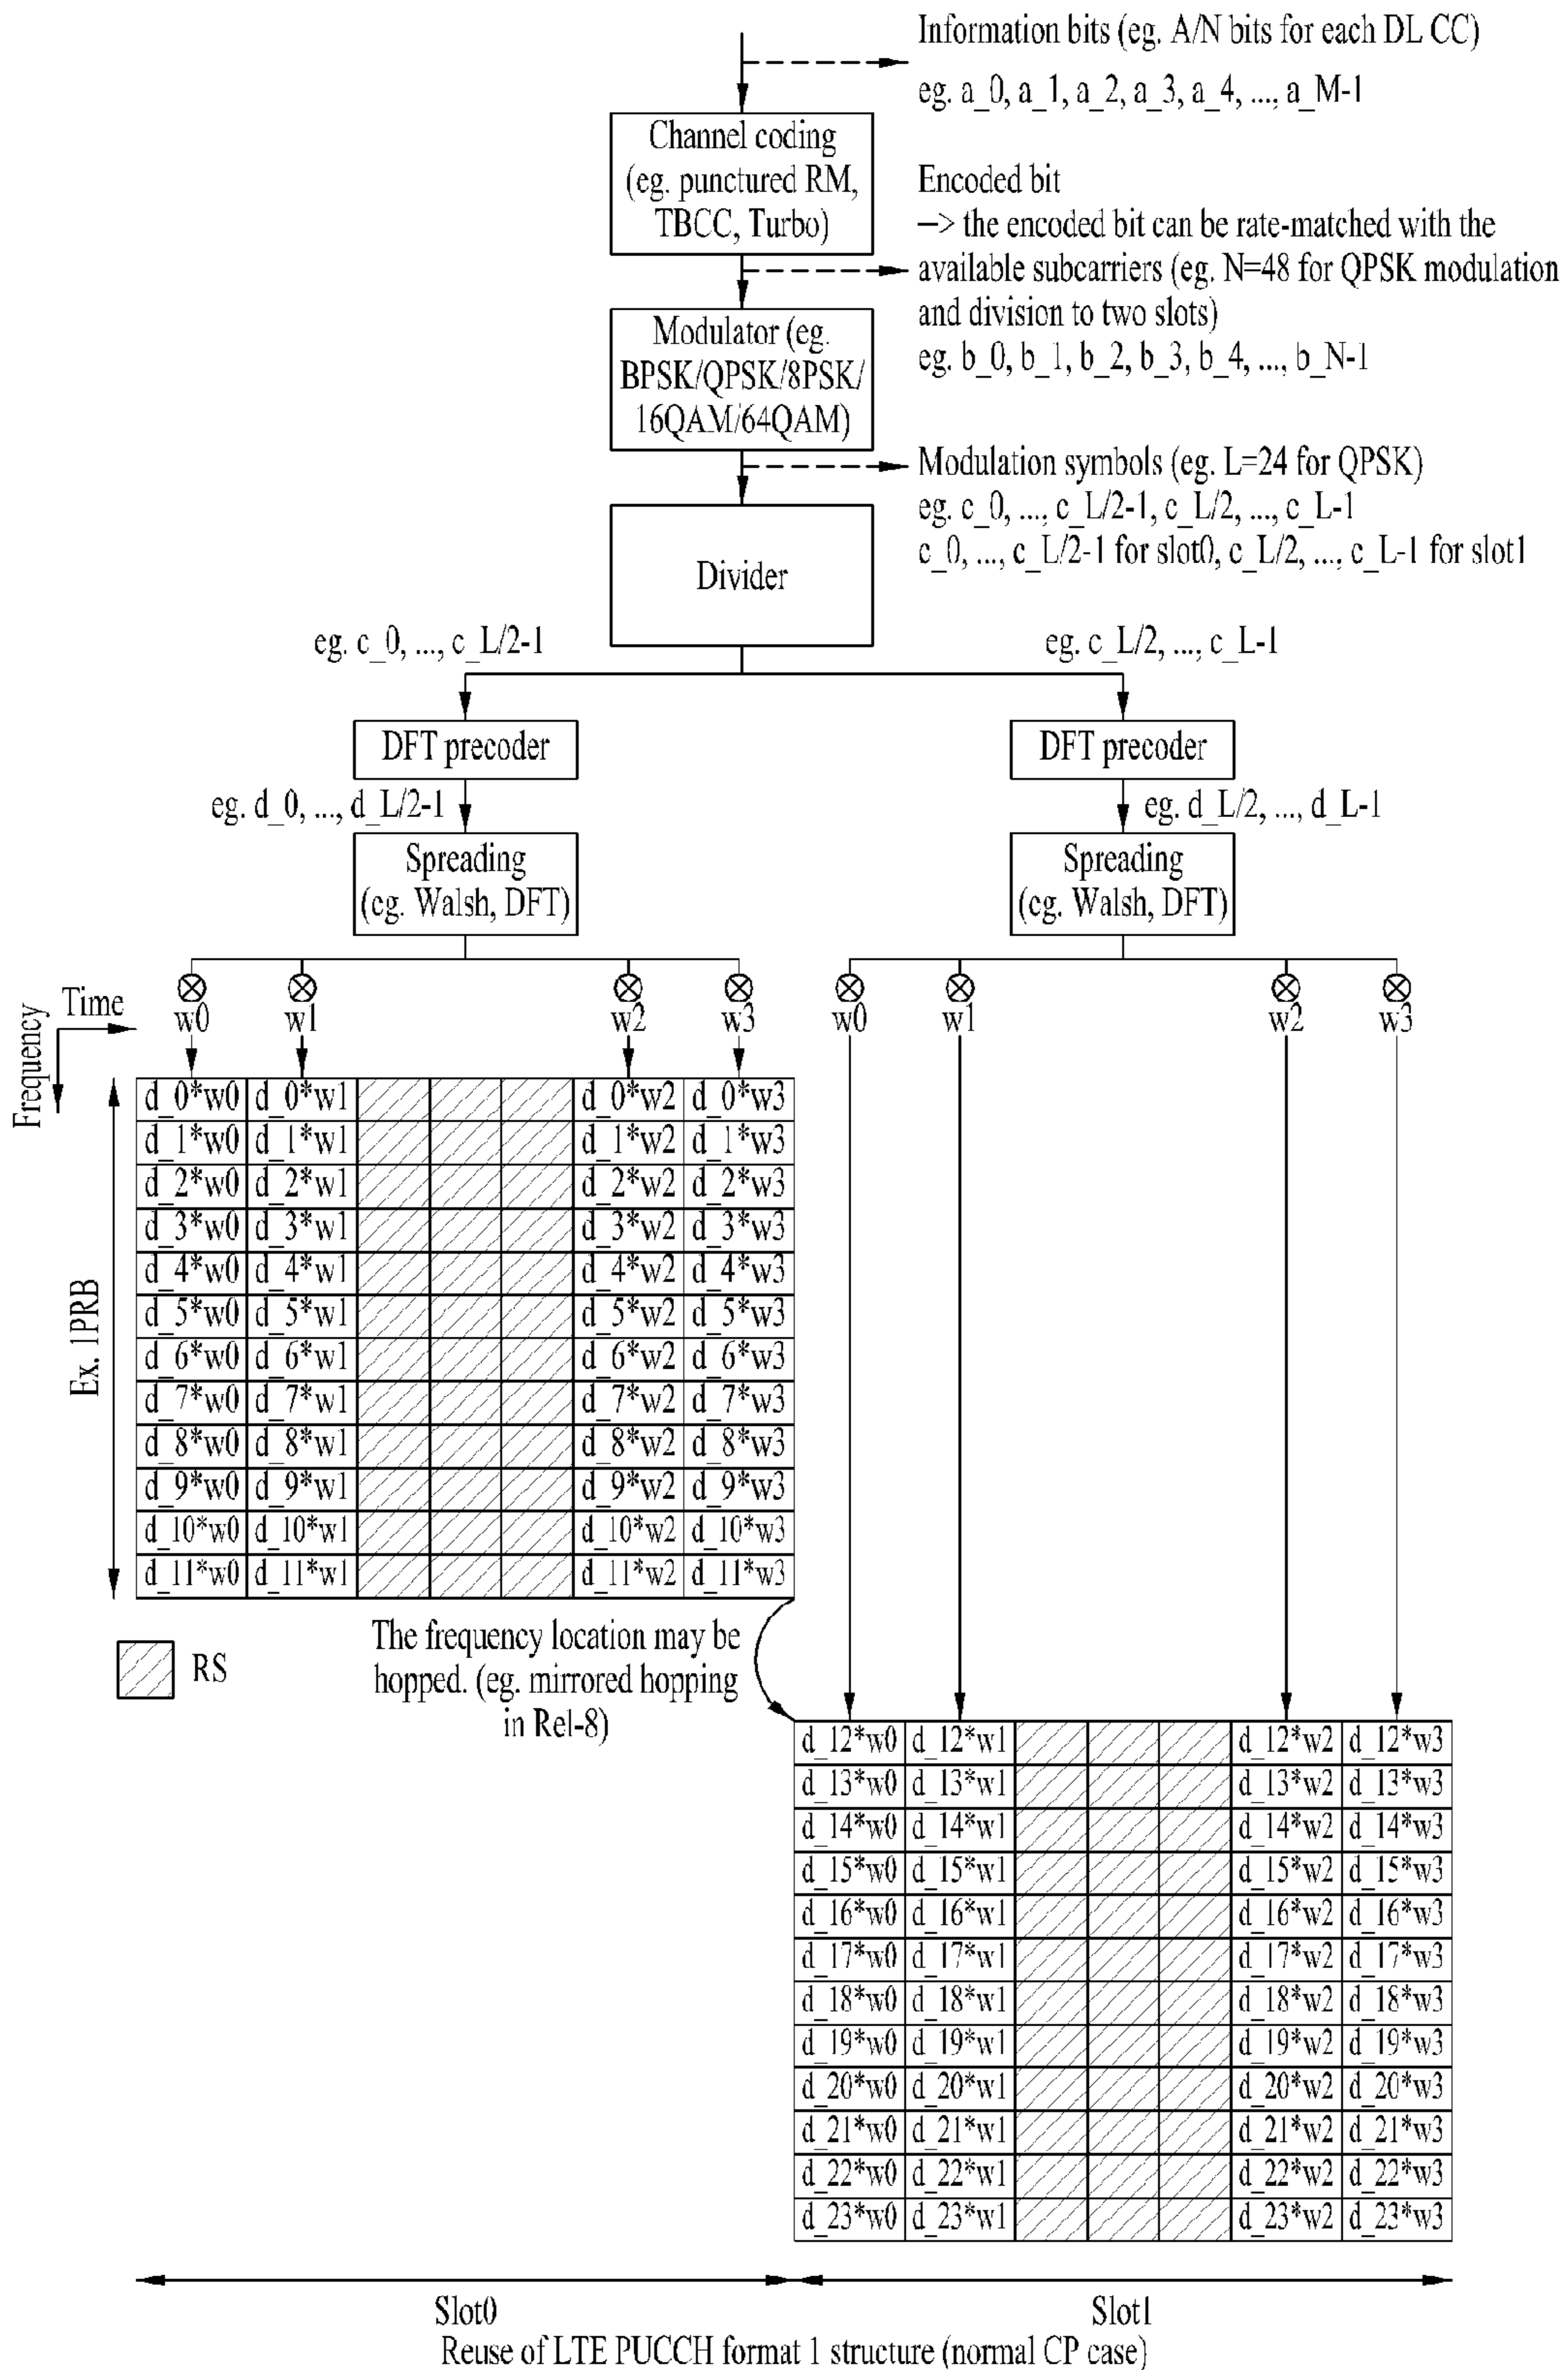 Information bits (eg. A/N bits for each DL CC)
eg. a_0, a_1, a_2, a_3, a_4, ..., a_M-1
Channel coding
(eg. punctured RM,
TBCC, Turbo)
Encoded bit
–> the encoded bit can be rate-matched with the
available subcarriers (eg. N=48 for QPSK modulation
and division to two slots)
eg. b_0, b_1, b_2, b_3, b_4, ..., b_N-1
Modulator (eg.
BPSK/QPSK/8PSK/
16QAM/64QAM)
Modulation symbols (eg. L=24 for QPSK)
eg. c_0, ..., c_L/2-1, c_L/2, ..., c_L-1
c_0, ..., c_L/2-1 for slot0, c_L/2, ..., c_L-1 for slot1
Divider
eg. c_0, ..., c_L/2-1
eg. c_L/2, ..., c_L-1
DFT precoder
DFT precoder
eg. d_0, ..., d_L/2-1
eg. d_L/2, ..., d_L-1
Spreading
(eg. Walsh, DFT)
Spreading
(eg. Walsh, DFT)
Time
Frequency
w0 w1 w2 w3 w0 w1 w2 w3
Ex. 1PRB
d_0*w0 d_0*w1 d_0*w2 d_0*w3
d_1*w0 d_1*w1 d_1*w2 d_1*w3
d_2*w0 d_2*w1 d_2*w2 d_2*w3
d_3*w0 d_3*w1 d_3*w2 d_3*w3
d_4*w0 d_4*w1 d_4*w2 d_4*w3
d_5*w0 d_5*w1 d_5*w2 d_5*w3
d_6*w0 d_6*w1 d_6*w2 d_6*w3
d_7*w0 d_7*w1 d_7*w2 d_7*w3
d_8*w0 d_8*w1 d_8*w2 d_8*w3
d_9*w0 d_9*w1 d_9*w2 d_9*w3
d_10*w0 d_10*w1 d_10*w2 d_10*w3
d_11*w0 d_11*w1 d_11*w2 d_11*w3
RS
The frequency location may be
hopped. (eg. mirrored hopping
in Rel-8)
d_12*w0 d_12*w1 d_12*w2 d_12*w3
d_13*w0 d_13*w1 d_13*w2 d_13*w3
d_14*w0 d_14*w1 d_14*w2 d_14*w3
d_15*w0 d_15*w1 d_15*w2 d_15*w3
d_16*w0 d_16*w1 d_16*w2 d_16*w3
d_17*w0 d_17*w1 d_17*w2 d_17*w3
d_18*w0 d_18*w1 d_18*w2 d_18*w3
d_19*w0 d_19*w1 d_19*w2 d_19*w3
d_20*w0 d_20*w1 d_20*w2 d_20*w3
d_21*w0 d_21*w1 d_21*w2 d_21*w3
d_22*w0 d_22*w1 d_22*w2 d_22*w3
d_23*w0 d_23*w1 d_23*w2 d_23*w3
Slot0
Slot1
Reuse of LTE PUCCH format 1 structure (normal CP case)